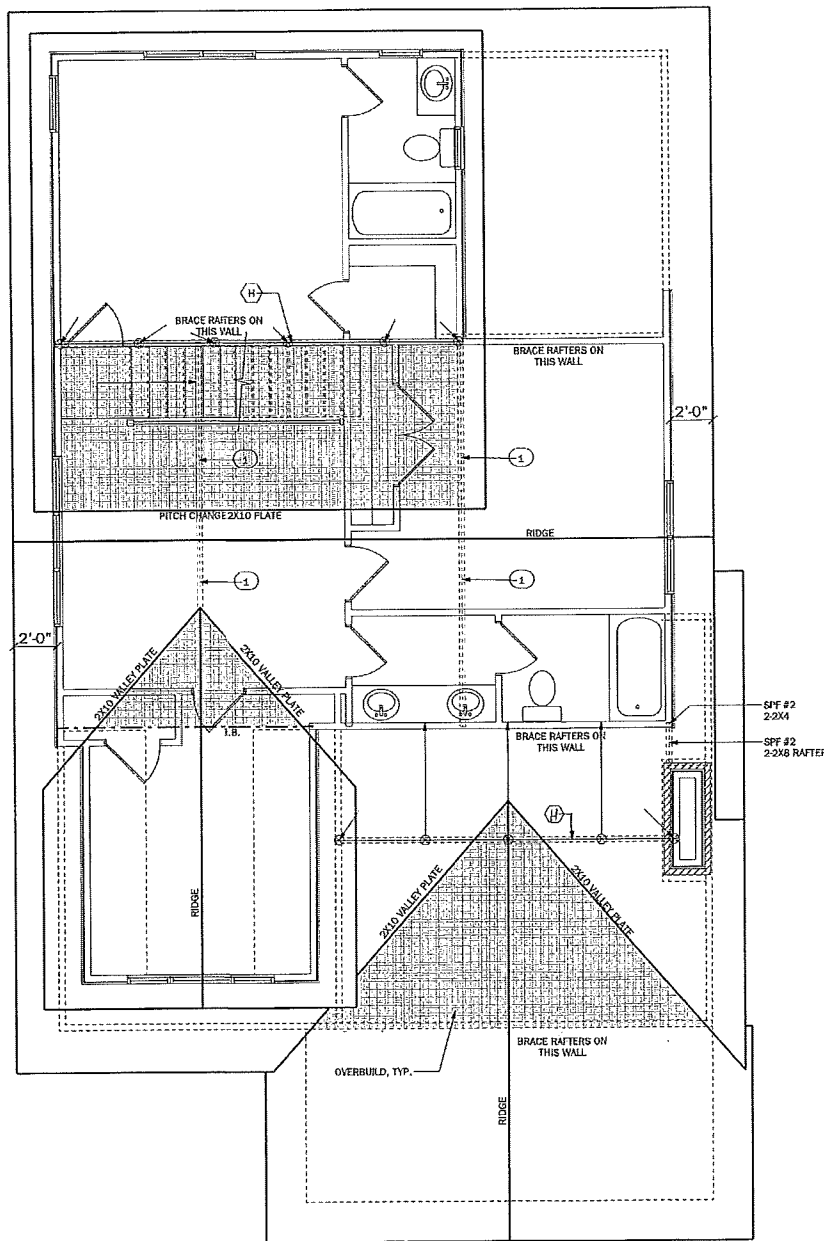 H
BRACE RAFTERS ON
THIS WALL
BRACE RAFTERS ON
THIS WALL
2'-0"
1
1
PITCH CHANGE 2X10 PLATE
RIDGE
1
1
2'-0"
2X10 VALLEY PLATE
2X10 VALLEY PLATE
I.B.
SPF #2
2-2X4
BRACE RAFTERS ON
THIS WALL
SPF #2
2-2X8 RAFTER
H
2X10 VALLEY PLATE
2X10 VALLEY PLATE
RIDGE
BRACE RAFTERS ON
THIS WALL
OVERBUILD, TYP.
RIDGE